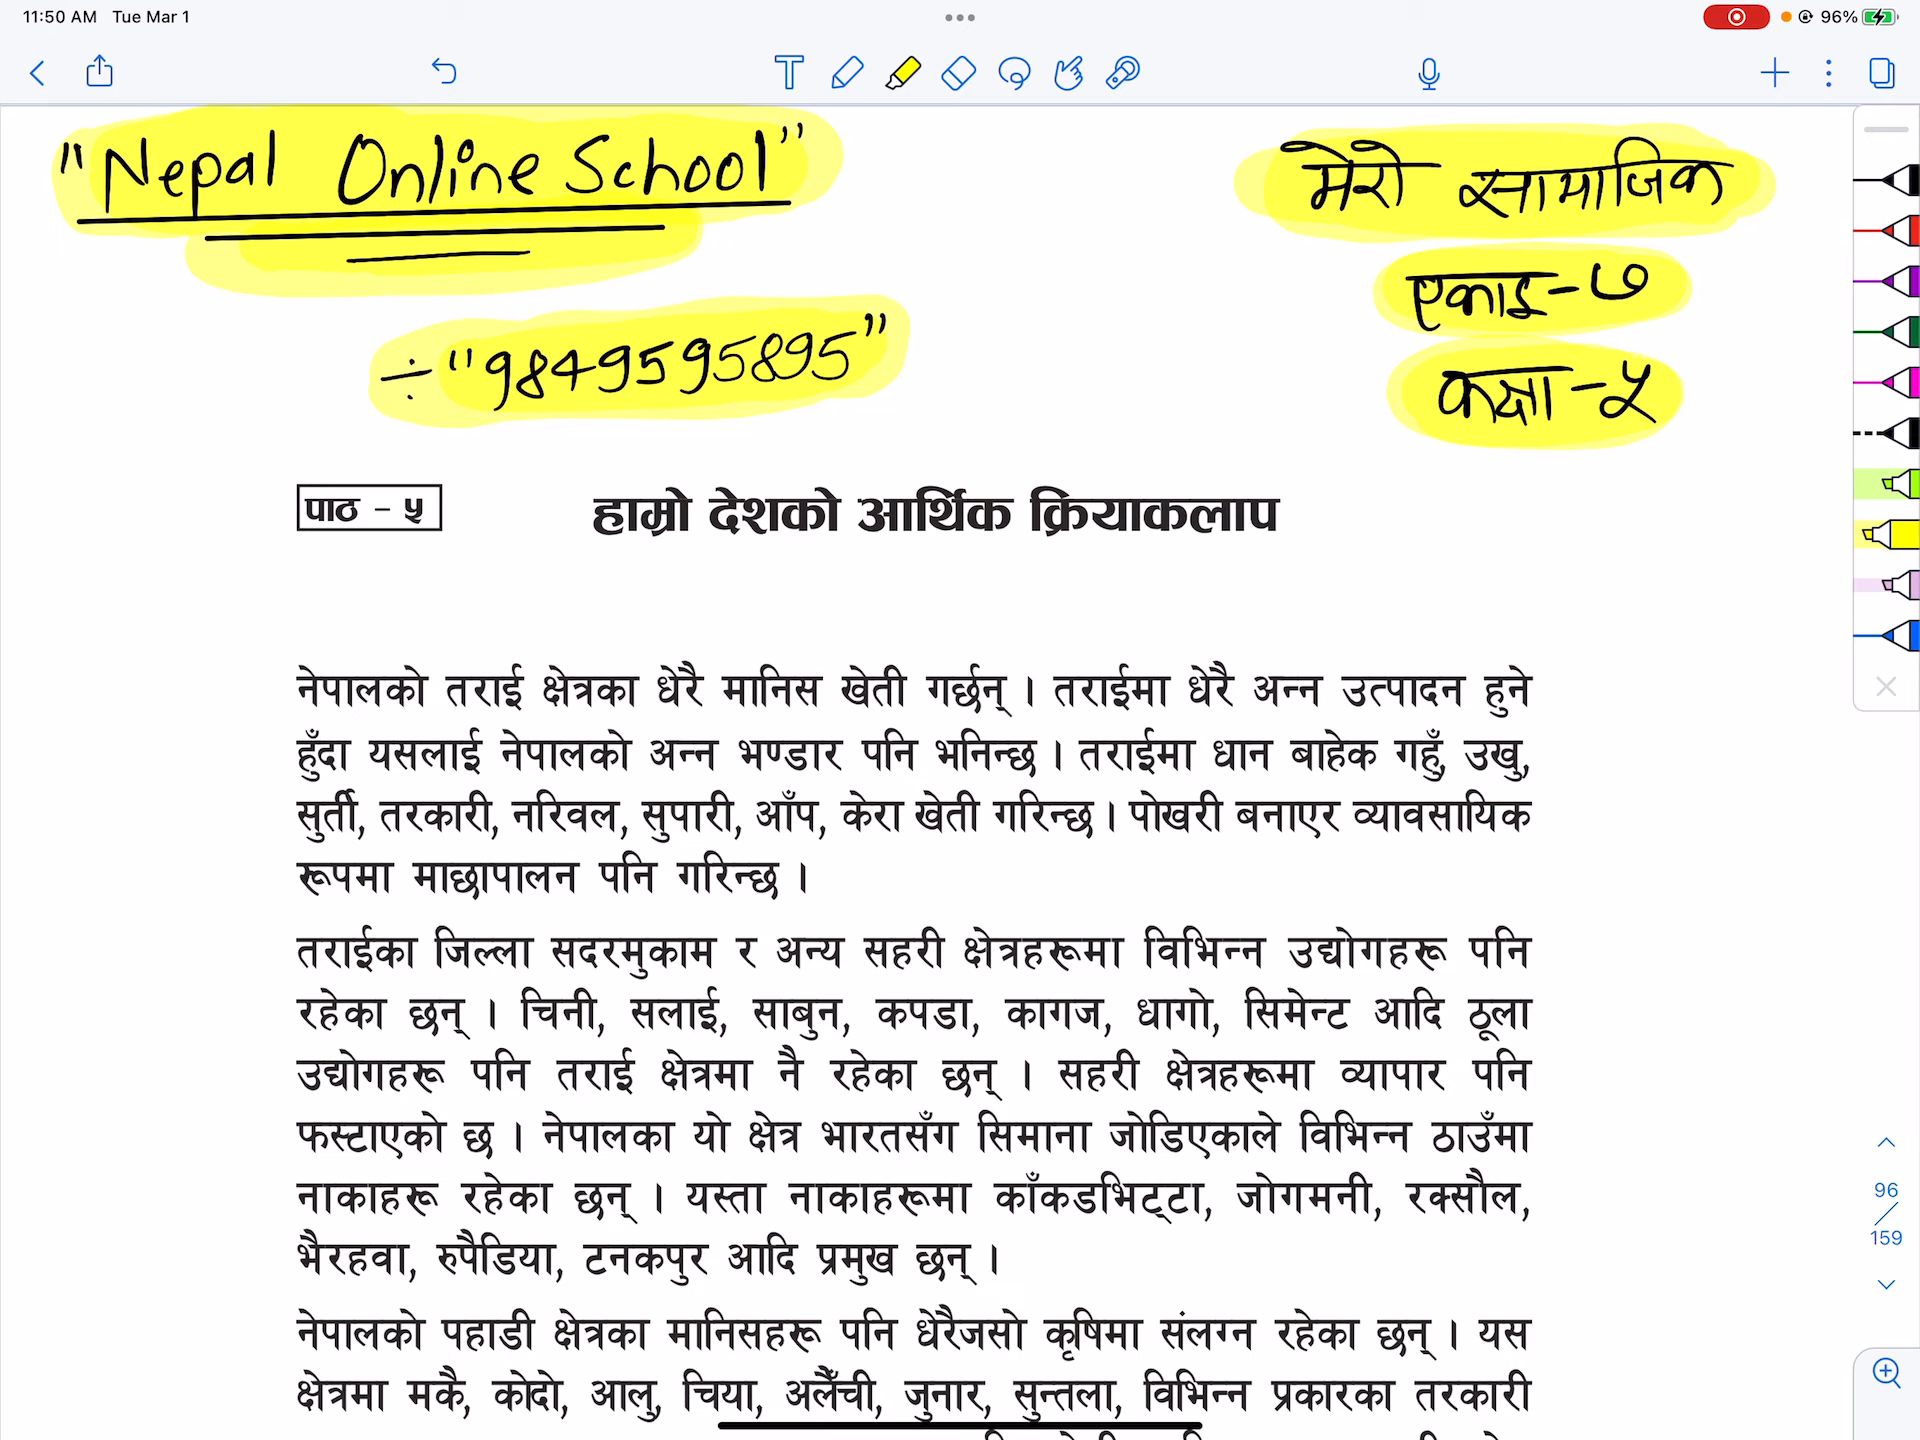 11:50 AM Tue Mar 1
96%
"Nepal Online School"
मेरो सामाजिक
एकाइ-७
÷"9849595895"
कक्षा-५
पाठ - ५
हाम्रो देशको आर्थिक क्रियाकलाप
नेपालको तराई क्षेत्रका धेरै मानिस खेती गर्छन् । तराईमा धेरै अन्न उत्पादन हुने
हुँदा यसलाई नेपालको अन्न भण्डार पनि भनिन्छ । तराईमा धान बाहेक गहुँ, उखु,
सुर्ती, तरकारी, नरिवल, सुपारी, आँप, केरा खेती गरिन्छ । पोखरी बनाएर व्यावसायिक
रूपमा माछापालन पनि गरिन्छ ।
तराईका जिल्ला सदरमुकाम र अन्य सहरी क्षेत्रहरूमा विभिन्न उद्योगहरू पनि
रहेका छन् । चिनी, सलाई, साबुन, कपडा, कागज, धागो, सिमेन्ट आदि ठूला
उद्योगहरू पनि तराई क्षेत्रमा नै रहेका छन् । सहरी क्षेत्रहरूमा व्यापार पनि
फस्टाएको छ । नेपालका यो क्षेत्र भारतसँग सिमाना जोडिएकाले विभिन्न ठाउँमा
नाकाहरू रहेका छन् । यस्ता नाकाहरूमा काँकडभिट्टा, जोगमनी, रक्सौल,
भैरहवा, रुपैडिया, टनकपुर आदि प्रमुख छन् ।
नेपालको पहाडी क्षेत्रका मानिसहरू पनि धेरैजसो कृषिमा संलग्न रहेका छन् । यस
क्षेत्रमा मकै, कोदो, आलु, चिया, अलैँची, जुनार, सुन्तला, विभिन्न प्रकारका तरकारी
96
159